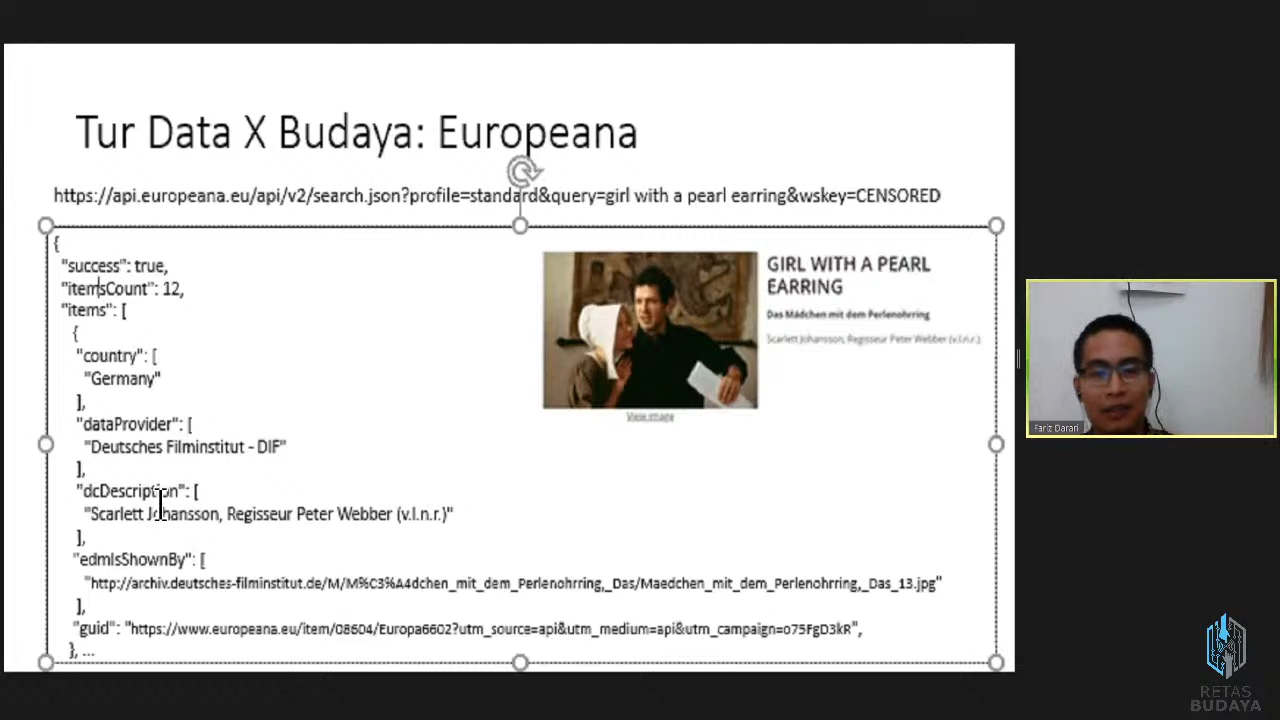 Tur Data X Budaya: Europeana
https://api.europeana.eu/api/v2/search.json?profile=standard&query=girl with a pearl earring&wskey=CENSORED
{
"success": true,
"itemsCount": 12,
"items": [
{
"country": [
"Germany"
],
"dataProvider": [
"Deutsches Filminstitut - DIF"
],
"dcDescription": [
"Scarlett Johansson, Regisseur Peter Webber (v.l.n.r.)"
],
"edmIsShownBy": [
"http://archiv.deutsches-filminstitut.de/M/M%C3%A4dchen_mit_dem_Perlenohrring,_Das/Maedchen_mit_dem_Perlenohrring,_Das_13.jpg"
],
"guid": "https://www.europeana.eu/item/08604/Europa6602?utm_source=api&utm_medium=api&utm_campaign=o75FgD3kR",
}, ...
GIRL WITH A PEARL
EARRING
Das Mädchen mit dem Perlenohrring
Scarlett Johansson, Regisseur Peter Webber (v.l.n.r.)
View image
Fariz Darari
RETAS
BUDAYA